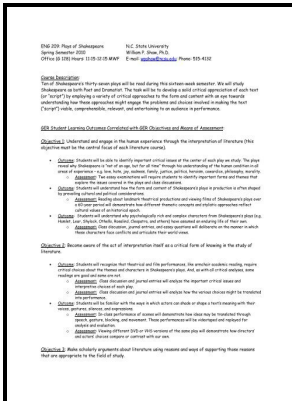 ENG 209: Plays of Shakespeare N.C. State University
Spring Semester 2010 William P. Shaw, Ph.D.
Office (G 128) Hours 11:15-12:15 MWF E-mail: wpshaw@ncsu.edu; Phone: 515-4102
Course Description:
Ten of Shakespeare's thirty-seven plays will be read during this sixteen-week semester. We will study
Shakespeare as both Poet and Dramatist. The task will be to develop a solid critical appreciation of each text
(or "script") by employing a variety of critical approaches to the form and content with an eye towards
understanding how these approaches might engage the problems and choices involved in making the text
("script") viable, comprehensible, relevant, and entertaining to an audience in performance.
GER Student Learning Outcomes Correlated with GER Objectives and Means of Assessment:
Objective 1: Understand and engage in the human experience through the interpretation of literature (this
objective must be the central focus of each literature course).
• Outcome: Students will be able to identify important critical issues at the center of each play we study. The plays
reveal why Shakespeare is "not of an age, but for all time" through his understanding of the human condition in all
areas of experience - e.g. love, hate, joy, sadness, family, justice, politics, heroism, cowardice, philosophy, morality.
o Assessment: Two essay examinations will require students to identify important forms and themes that
explore the issues covered in the plays and class discussions.
• Outcome: Students will understand how the form and content of Shakespeare's plays in production is often shaped
by prevailing cultural and political considerations.
o Assessment: Reading about landmark theatrical productions and viewing films of Shakespeare's plays over
a 60-year period will demonstrate how different thematic concepts and stylistic approaches reflect
cultural values of an historical epoch.
• Outcome: Students will understand why psychologically rich and complex characters from Shakespeare's plays (e.g.
Hamlet, Lear, Shylock, Othello, Rosalind, Cleopatra, and others) have assumed an enduring life of their own.
o Assessment: Class discussion, journal entries, and essay questions will deliberate on the manner in which
these characters face conflicts and articulate their world views.
Objective 2: Become aware of the act of interpretation itself as a critical form of knowing in the study of
literature.
• Outcome: Students will recognize that theatrical and film performances, like armchair academic reading, require
critical choices about the themes and characters in Shakespeare's plays. And, as with all critical analyses, some
readings are good and some are not.
o Assessment: Class discussion and journal entries will analyze the important critical issues and
interpretive choices of each play.
o Assessment: Class discussion and journal entries will analyze how the various choices might be translated
into performance.
• Outcome: Students will be familiar with the ways in which actors can shade or shape a text's meaning with their
voices, gestures, silences, and expressions.
o Assessment: In-class performance of scenes will demonstrate how ideas may be translated through
speech, gesture, blocking, and movement. These performances will be videotaped and replayed for
analysis and evaluation.
o Assessment: Viewing different DVD or VHS versions of the same play will demonstrate how directors'
and actors' choices compare or contrast with our own.
Objective 3: Make scholarly arguments about literature using reasons and ways of supporting those reasons
that are appropriate to the field of study.